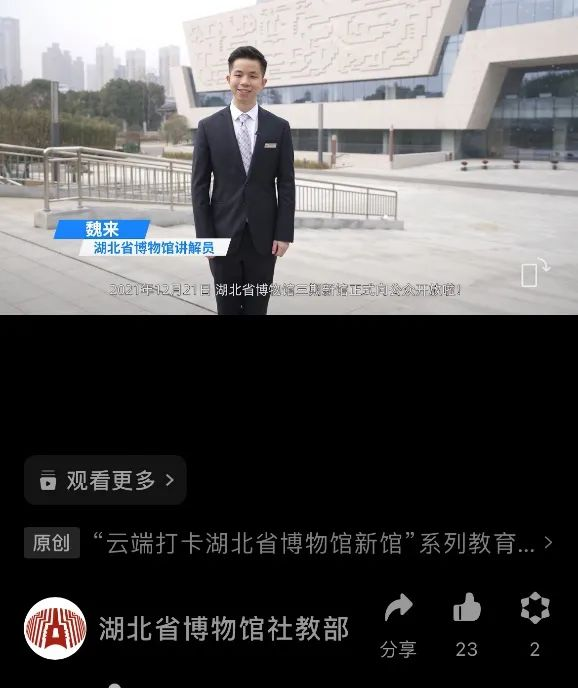 魏来
湖北省博物馆讲解员
2021年12月21日 湖北省博物馆三期新馆正式向公众开放啦！
观看更多
原创 “云端打卡湖北省博物馆新馆”系列教育...
湖北省博物馆社教部
分享 23 2